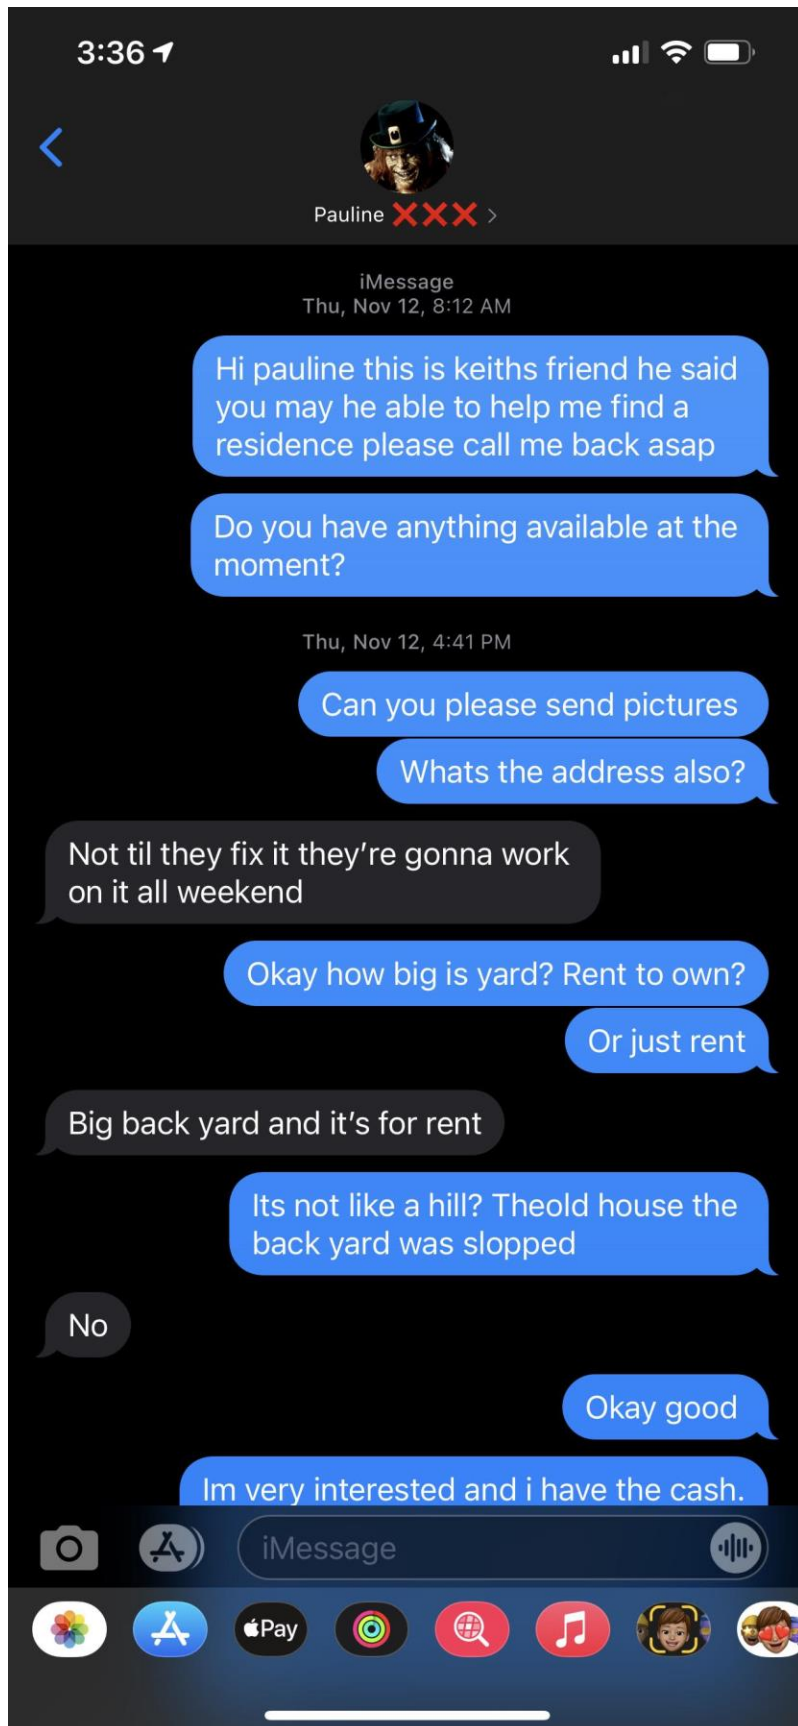 3:36
Pauline ❌❌❌ >
iMessage
Thu, Nov 12, 8:12 AM
Hi pauline this is keiths friend he said
you may he able to help me find a
residence please call me back asap
Do you have anything available at the
moment?
Thu, Nov 12, 4:41 PM
Can you please send pictures
Whats the address also?
Not til they fix it they’re gonna work
on it all weekend
Okay how big is yard? Rent to own?
Or just rent
Big back yard and it’s for rent
Its not like a hill? Theold house the
back yard was slopped
No
Okay good
Im very interested and i have the cash.
iMessage
Pay